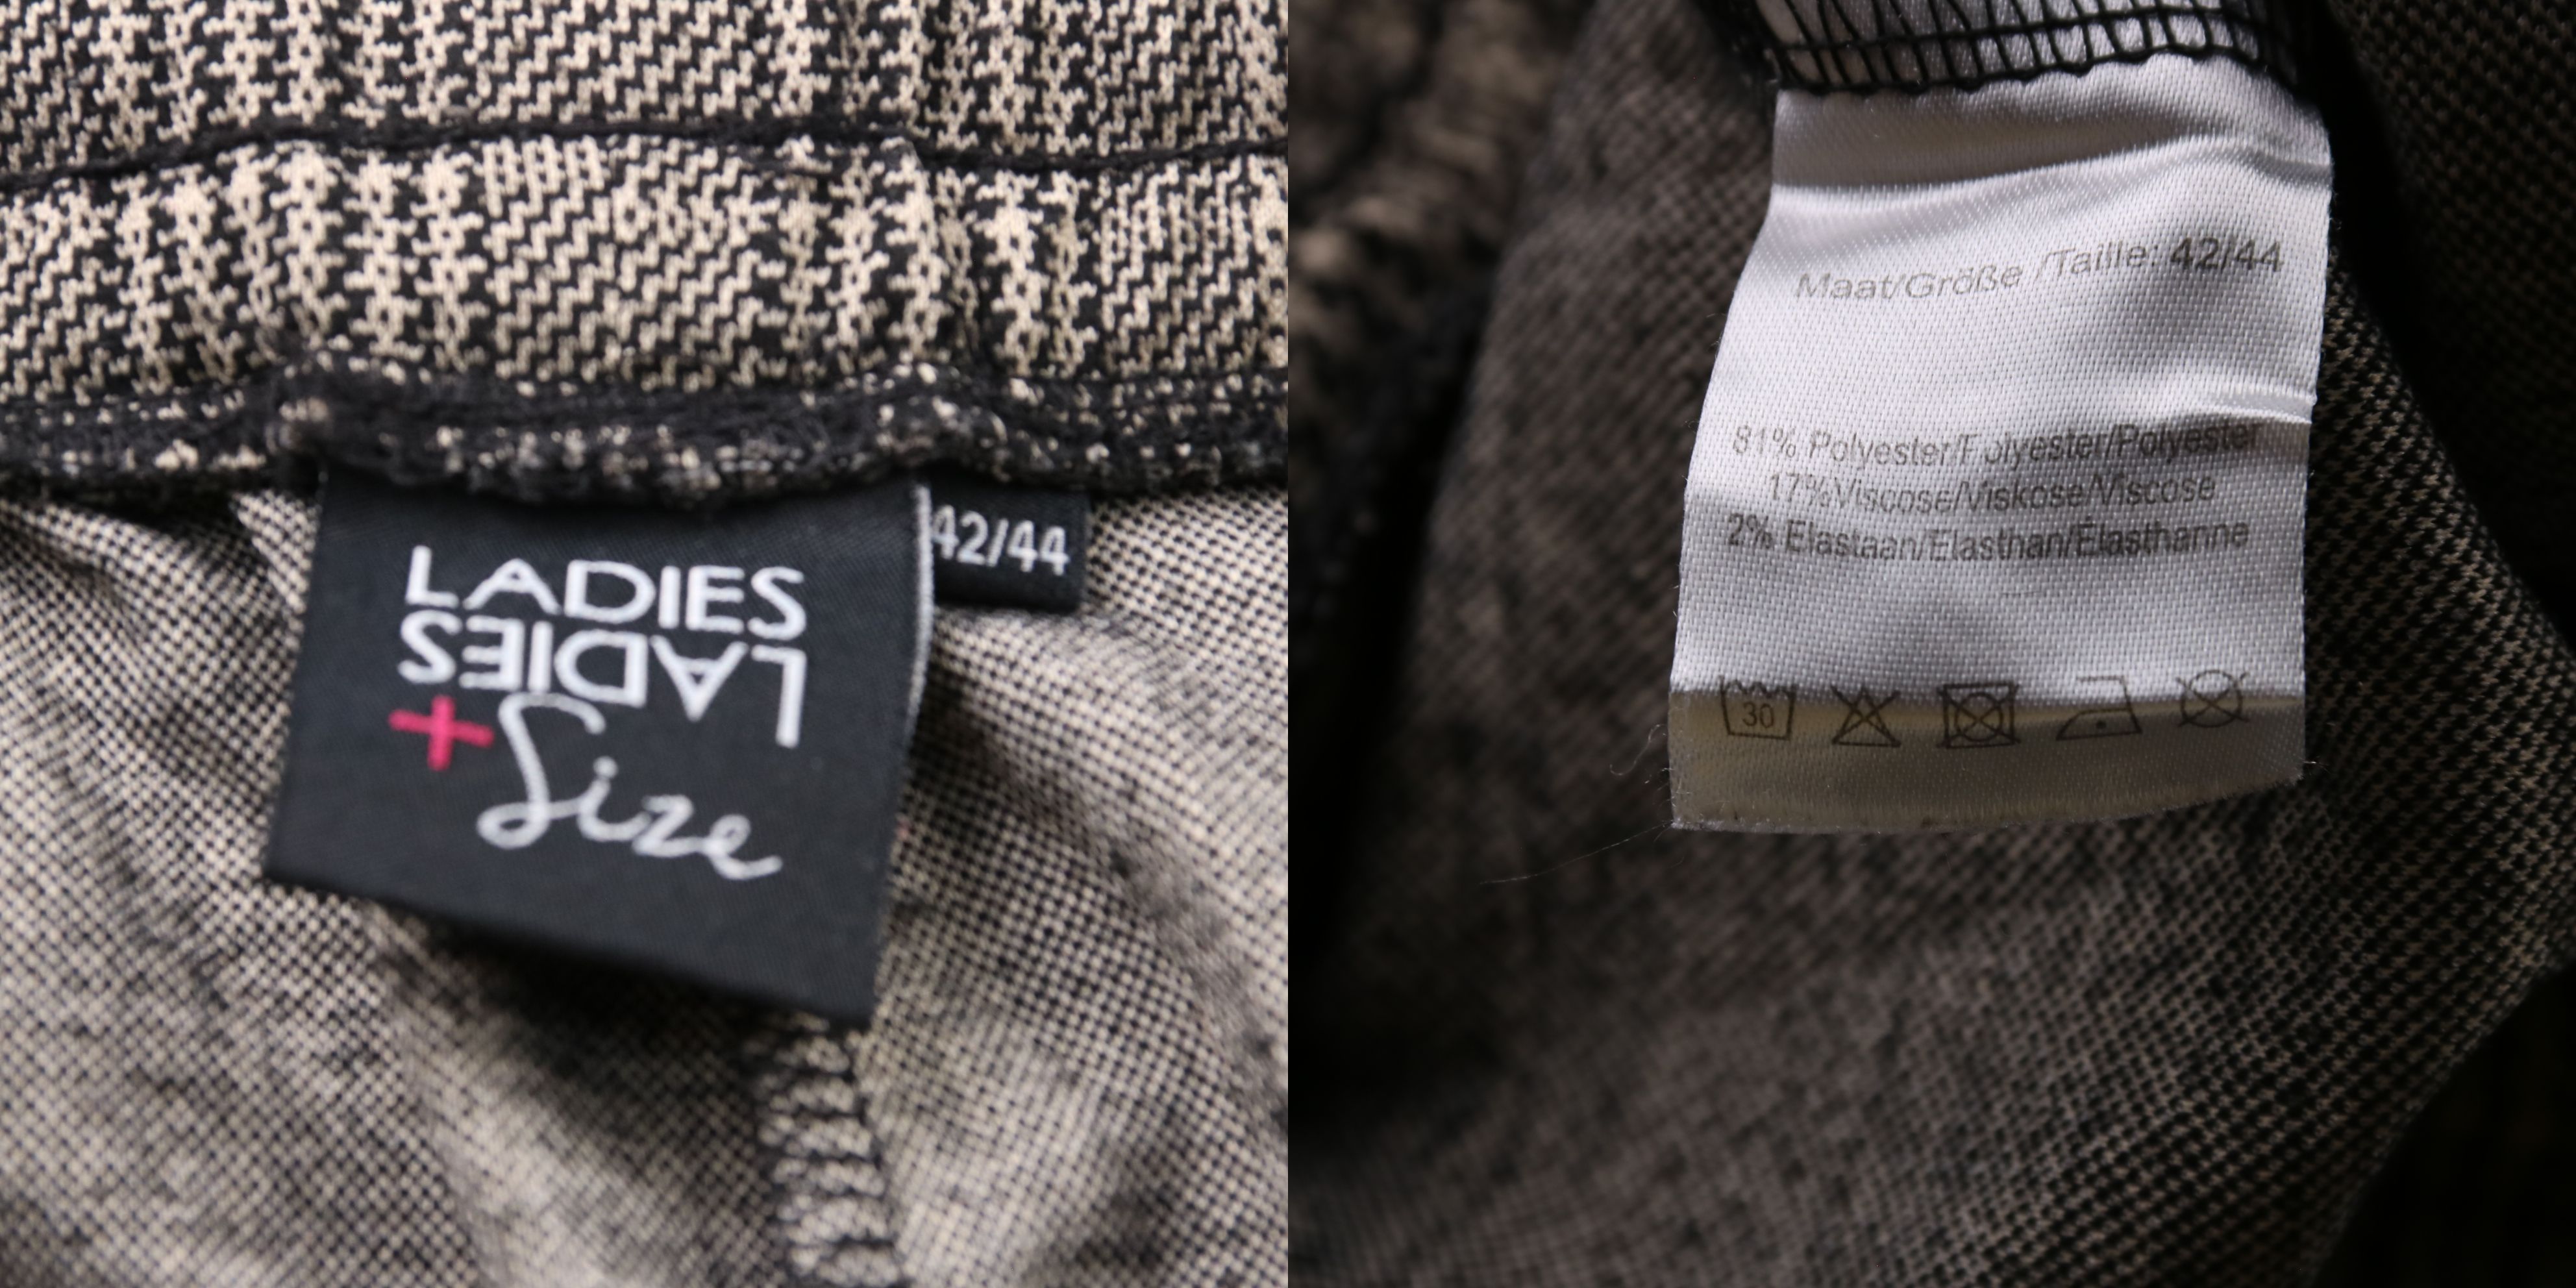 LADIES
LADIES
+Size
42/44
Maat/Größe /Taille: 42/44
81% Polyester/Polyester/Polyester
17%Viscose/Viskose/Viscose
2% Elastaan/Elasthan/Élasthanne
30